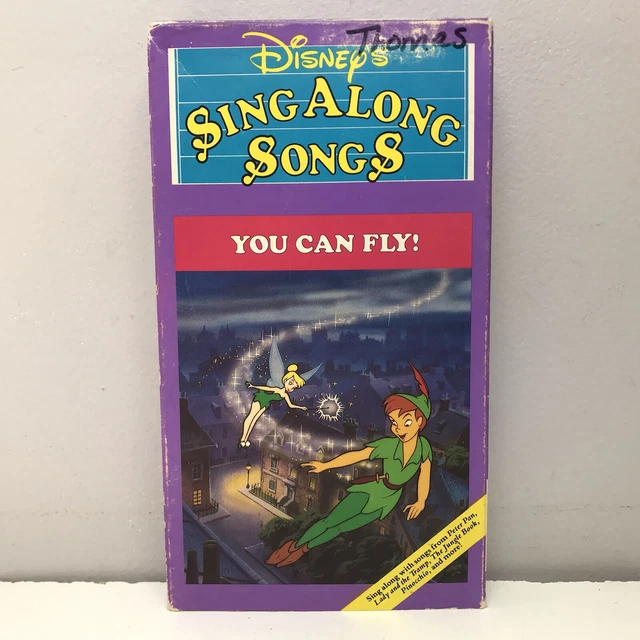 Thomas
DISNEY'S
SING ALONG
SONGS
YOU CAN FLY!
Sing along with songs from Peter Pan,
Lady and the Tramp, The Jungle Book,
Pinocchio, and more!